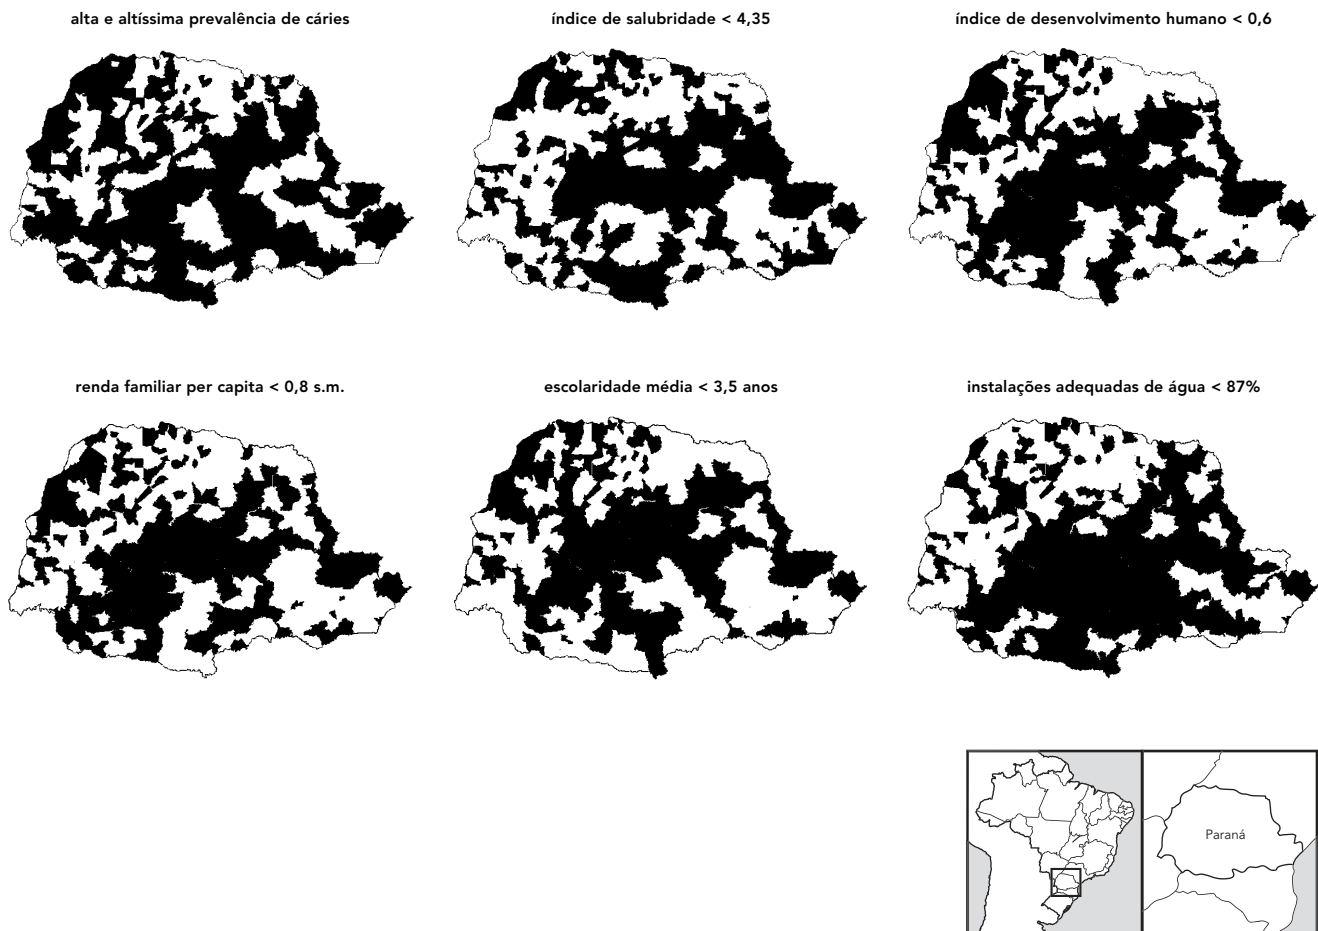 alta e altíssima prevalência de cáries
índice de salubridade < 4,35
índice de desenvolvimento humano < 0,6
renda familiar per capita < 0,8 s.m.
escolaridade média < 3,5 anos
instalações adequadas de água < 87%
Paraná